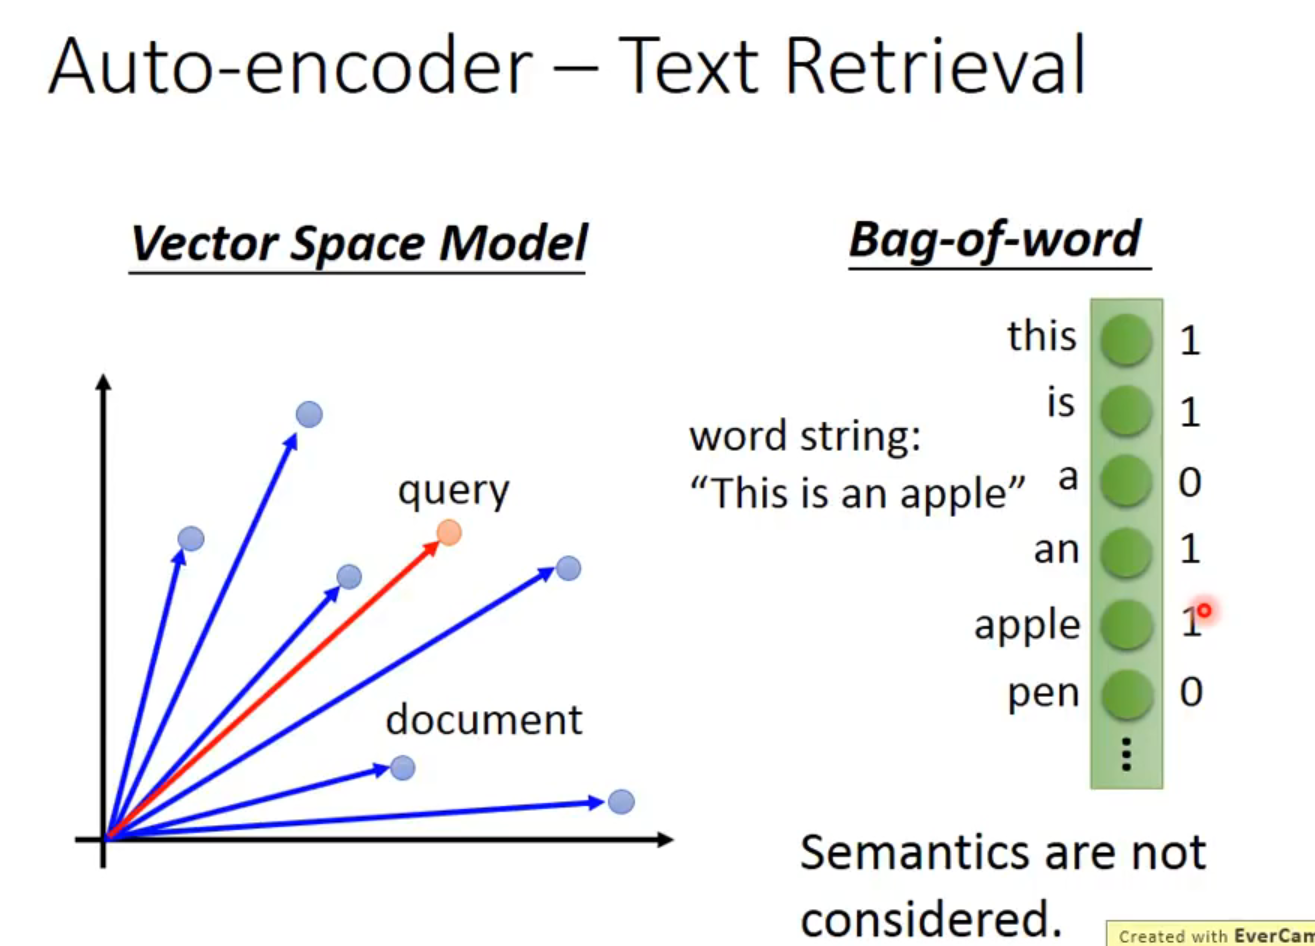 Auto-encoder – Text Retrieval
Vector Space Model
query
document
Bag-of-word
word string:
“This is an apple”
this 1
is 1
a 0
an 1
apple 1
pen 0
⋮
Semantics are not
considered.
Created with EverCam